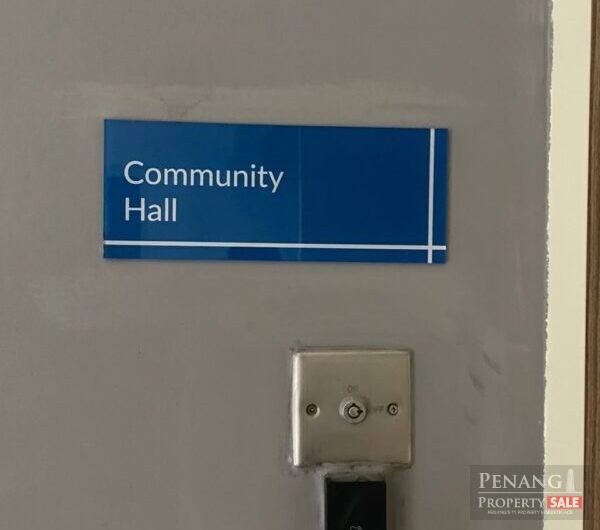 Community
Hall
ON
OFF
PENANG
PROPERTY SALE